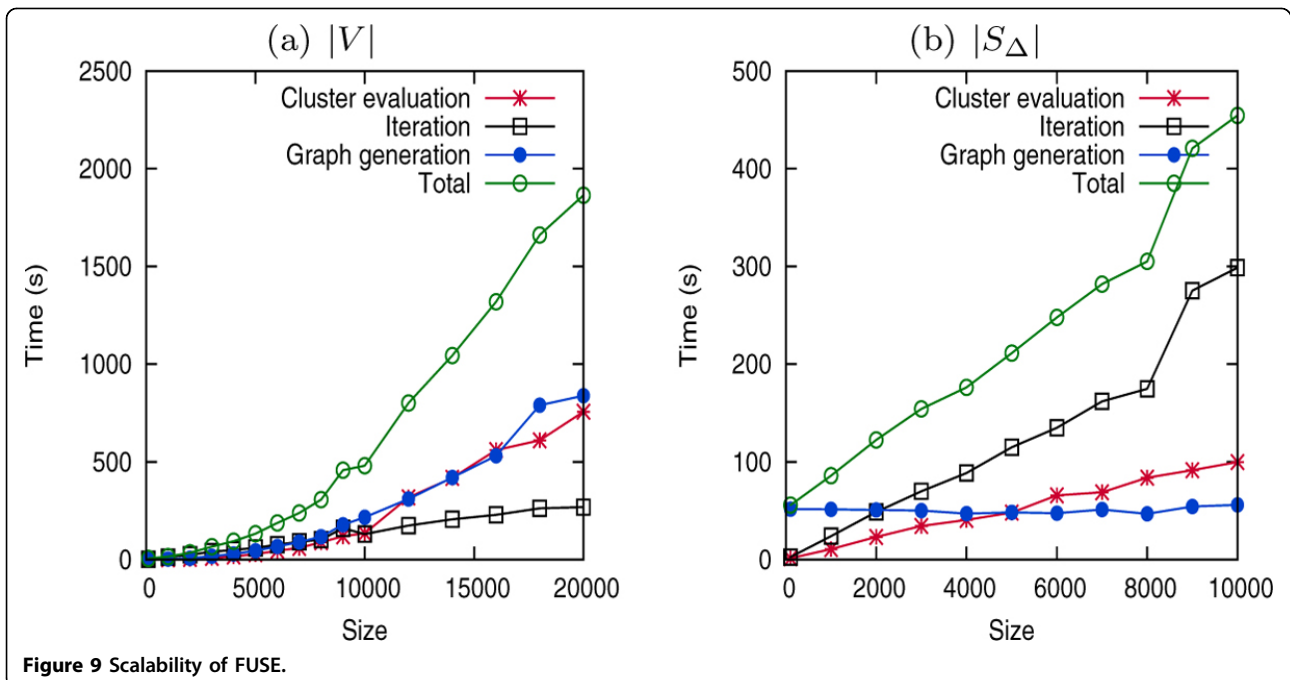 (a) |V|
2500
2000
1500
1000
500
0
Time (s)
Cluster evaluation
Iteration
Graph generation
Total
0 5000 10000 15000 20000
Size
(b) |S_Δ|
500
400
300
200
100
0
Time (s)
Cluster evaluation
Iteration
Graph generation
Total
0 2000 4000 6000 8000 10000
Size
Figure 9 Scalability of FUSE.